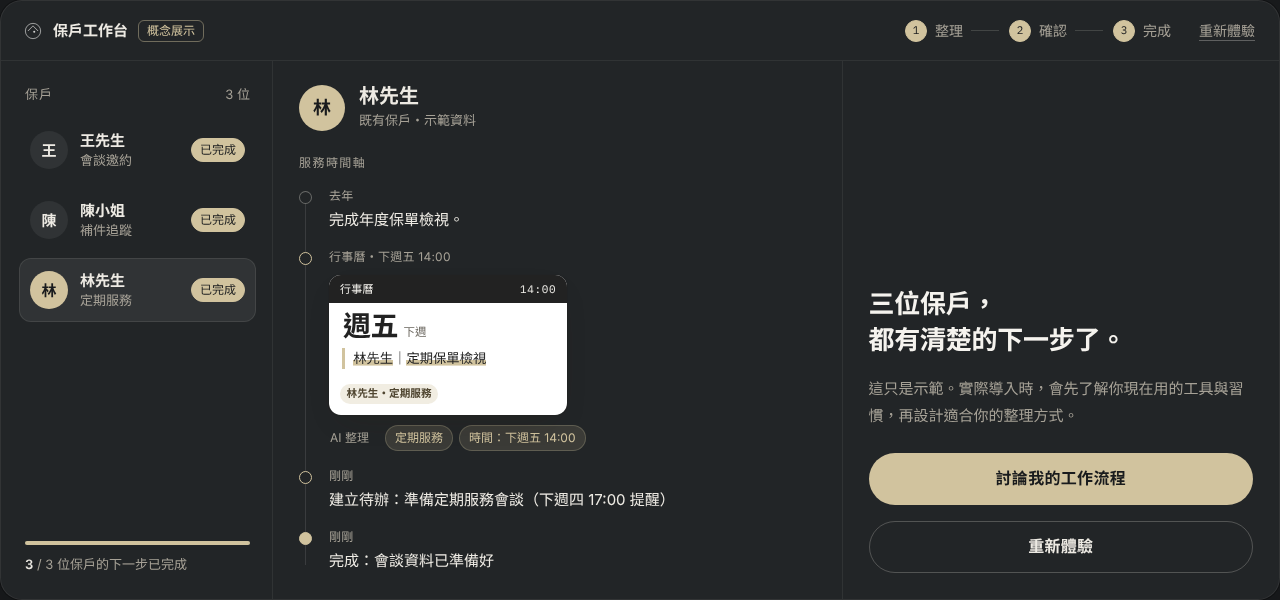 保戶工作台 概念展示
1 整理 2 確認 3 完成 重新體驗
保戶 3 位
王 王先生 已完成
會談邀約
陳 陳小姐 已完成
補件追蹤
林 林先生 已完成
定期服務
3 / 3 位保戶的下一步已完成
林 林先生
既有保戶・示範資料
服務時間軸
去年
完成年度保單檢視。
行事曆・下週五 14:00
行事曆 14:00
週五 下週
林先生｜定期保單檢視
林先生・定期服務
AI 整理 定期服務 時間：下週五 14:00
剛剛
建立待辦：準備定期服務會談（下週四 17:00 提醒）
剛剛
完成：會談資料已準備好
三位保戶，
都有清楚的下一步了。
這只是示範。實際導入時，會先了解你現在用的工具與習
慣，再設計適合你的整理方式。
討論我的工作流程
重新體驗